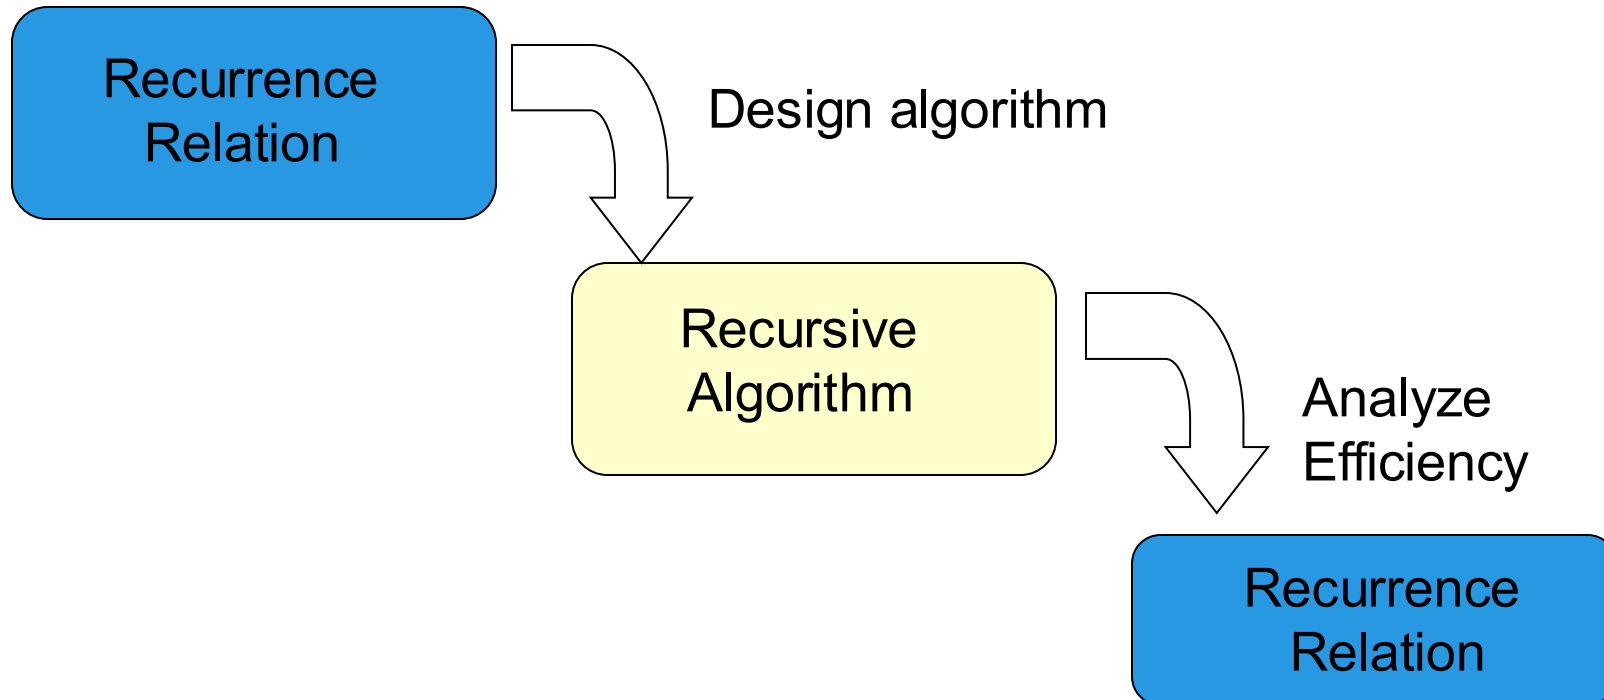 Recurrence
Relation
Design algorithm
Recursive
Algorithm
Analyze
Efficiency
Recurrence
Relation